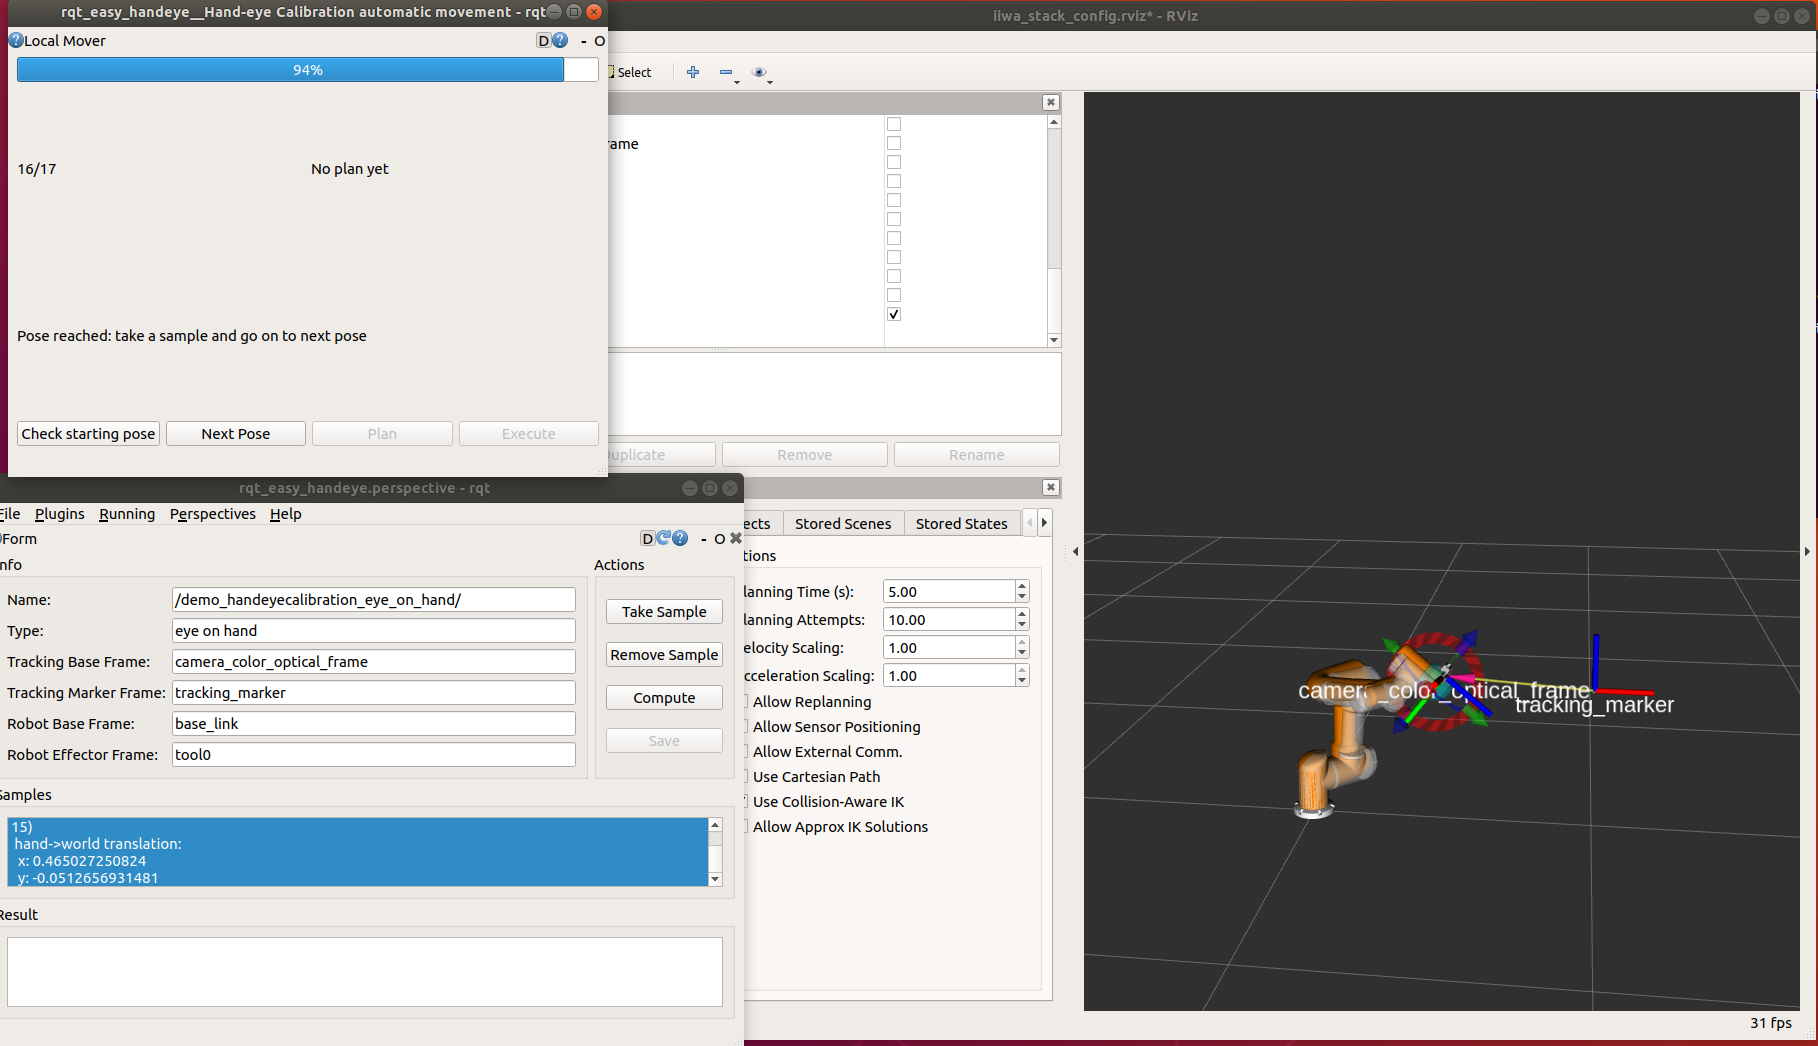 rqt_easy_handeye__Hand-eye Calibration automatic movement - rqt
Local Mover
D
- O
94%
16/17
No plan yet
Pose reached: take a sample and go on to next pose
Check starting pose
Next Pose
Plan
Execute
iiwa_stack_config.rviz* - RViz
Select
rame
uplicate
Remove
Rename
rqt_easy_handeye.perspective - rqt
File Plugins Running Perspectives Help
Form
D
- O
nfo
Actions
Name: /demo_handeyecalibration_eye_on_hand/
Type: eye on hand
Tracking Base Frame: camera_color_optical_frame
Tracking Marker Frame: tracking_marker
Robot Base Frame: base_link
Robot Effector Frame: tool0
Take Sample
Remove Sample
Compute
Save
Samples
15)
hand->world translation:
x: 0.465027250824
y: -0.0512656931481
Result
ects
Stored Scenes
Stored States
tions
lanning Time (s): 5.00
lanning Attempts: 10.00
elocity Scaling: 1.00
cceleration Scaling: 1.00
Allow Replanning
Allow Sensor Positioning
Allow External Comm.
Use Cartesian Path
Use Collision-Aware IK
Allow Approx IK Solutions
camera_color_optical_frame
tracking_marker
31 fps